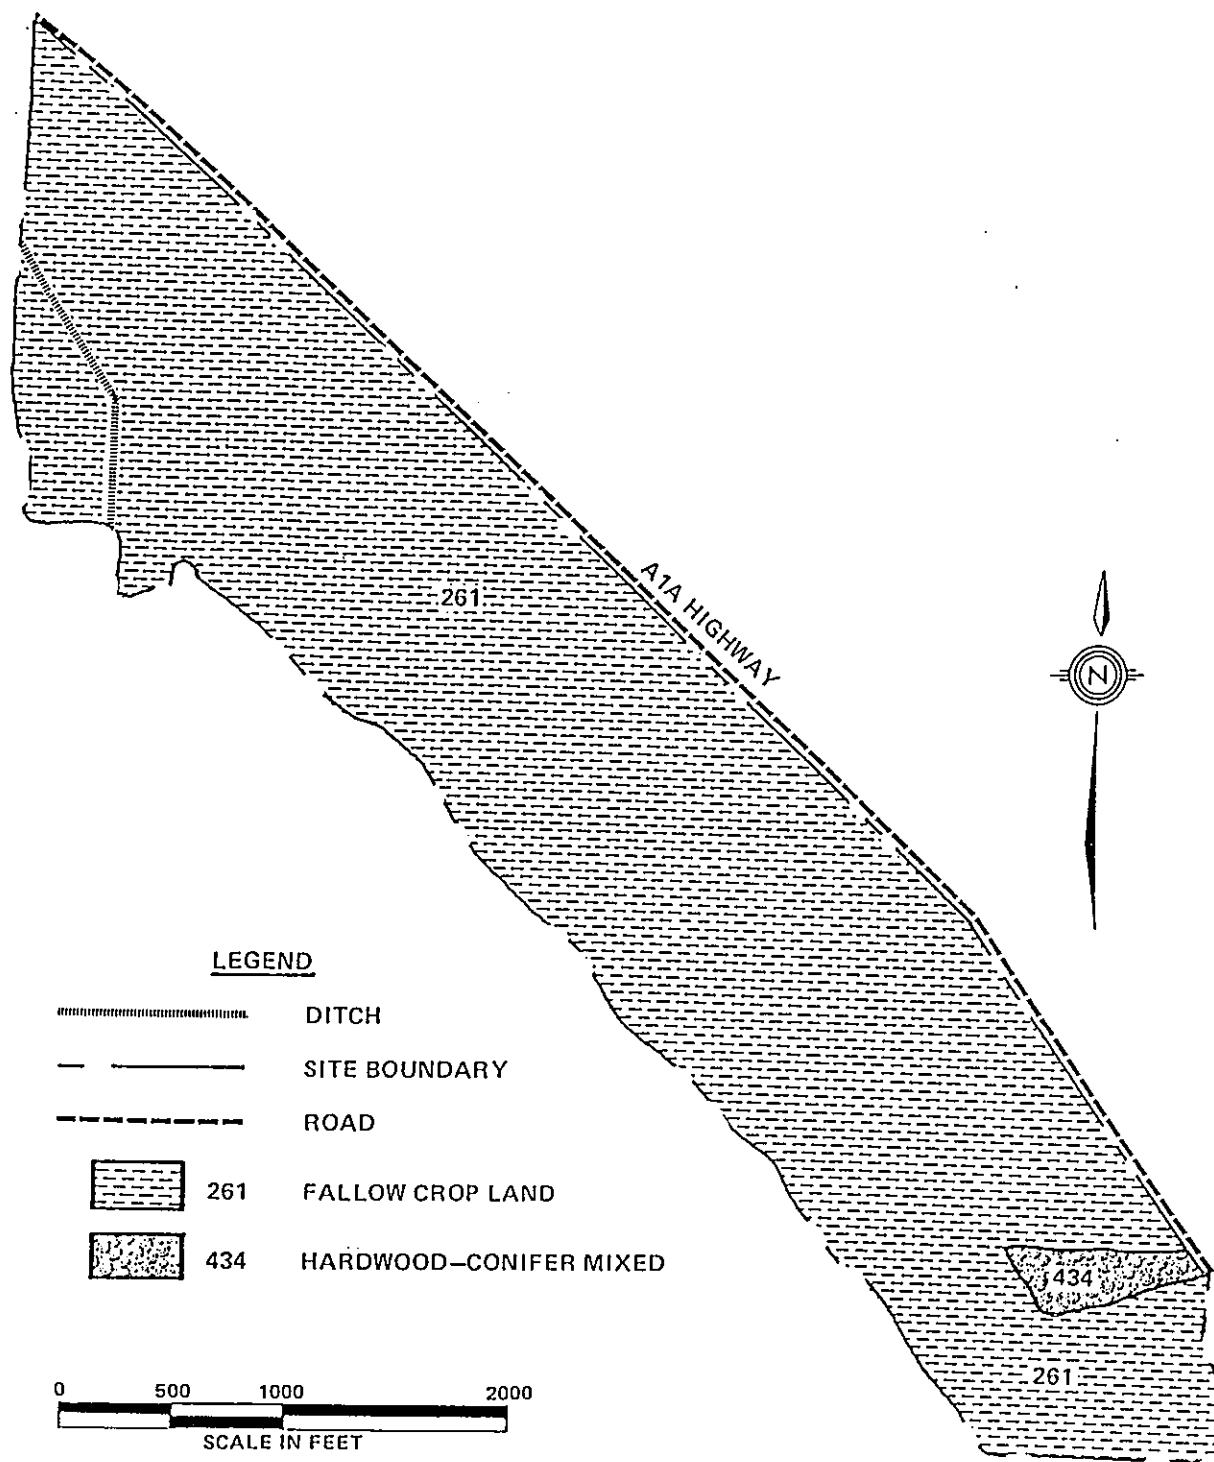 A1A HIGHWAY
261
N
LEGEND
DITCH
SITE BOUNDARY
ROAD
261 FALLOW CROP LAND
434 HARDWOOD–CONIFER MIXED
434
261
0 500 1000 2000
SCALE IN FEET